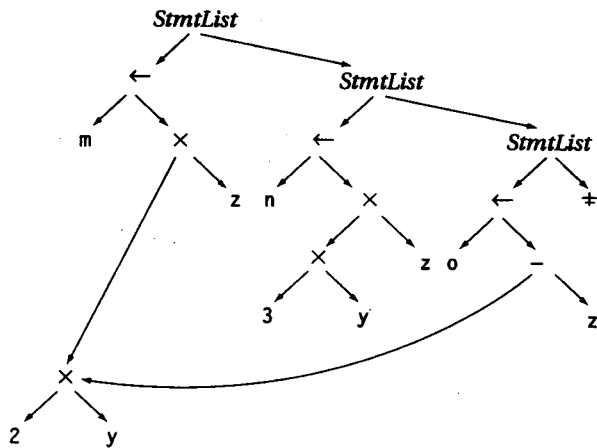 StmtList
← StmtList
m × ← StmtList
z n × ← ‡
× z o −
3 y z
×
2 y